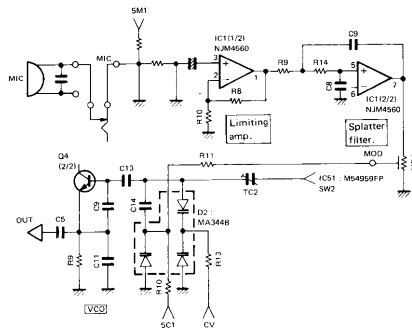 5M1
IC1(1/2)
NJM4560
C9
MIC
MIC
3
2
1
R8
R10
R9
R14
C8
5
6
7
IC1(2/2)
NJM4560
Limiting
amp.
Splatter
filter.
Q4
(2/2)
C13
R11
MOD
TC2
IC51 : M54959FP
SW2
OUT
C5
C9
C14
D2 :
MA344B
R9
C11
R10
R13
VCO
5C1
CV